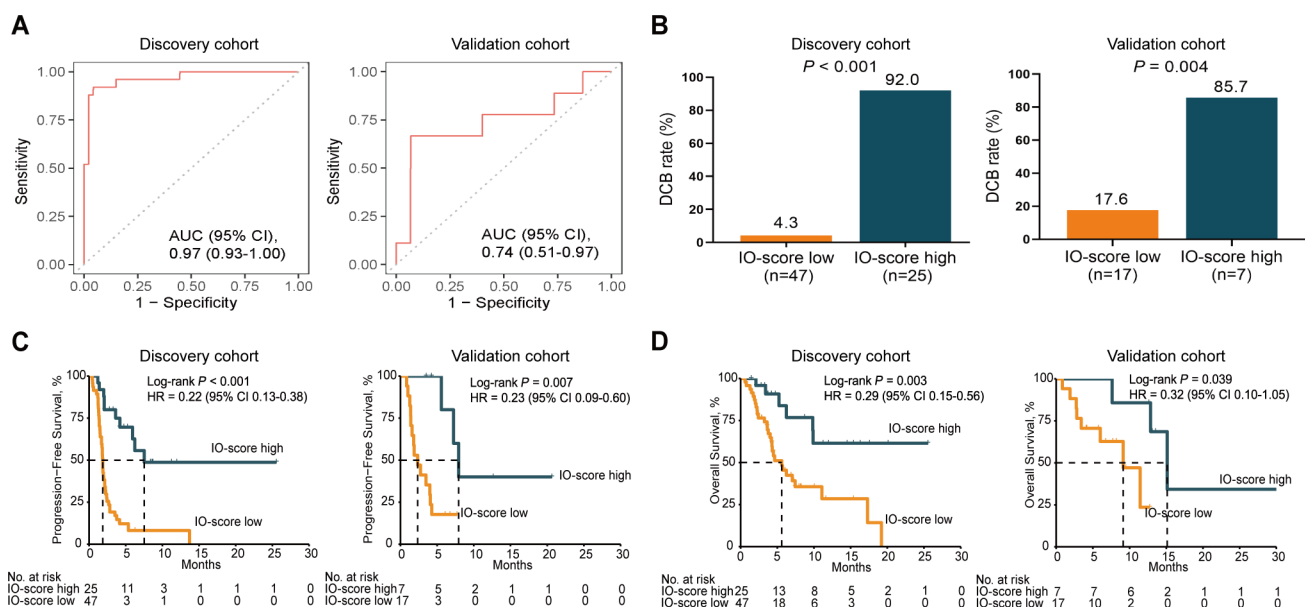 A
Discovery cohort
Sensitivity
1.00
0.75
0.50
0.25
0.00
AUC (95% CI),
0.97 (0.93-1.00)
0.00 0.25 0.50 0.75 1.00
1 − Specificity
Validation cohort
Sensitivity
1.00
0.75
0.50
0.25
0.00
AUC (95% CI),
0.74 (0.51-0.97)
0.00 0.25 0.50 0.75 1.00
1 − Specificity
B
Discovery cohort
P < 0.001
DCB rate (%)
100
80
60
40
20
0
4.3
92.0
IO-score low IO-score high
(n=47) (n=25)
Validation cohort
P = 0.004
DCB rate (%)
100
80
60
40
20
0
17.6
85.7
IO-score low IO-score high
(n=17) (n=7)
C
Discovery cohort
Progression−Free Survival, %
100
75
50
25
0
Log-rank P < 0.001
HR = 0.22 (95% CI 0.13-0.38)
IO-score high
IO-score low
0 5 10 15 20 25 30
Months
No. at risk
IO-score high 25 11 3 1 1 1 0
IO-score low 47 3 1 0 0 0 0
Validation cohort
Progression−Free Survival, %
100
75
50
25
0
Log-rank P = 0.007
HR = 0.23 (95% CI 0.09-0.60)
IO-score high
IO-score low
0 5 10 15 20 25 30
Months
No. at risk
IO-score high 7 5 2 1 1 0 0
IO-score low 17 3 0 0 0 0 0
D
Discovery cohort
Overall Survival, %
100
75
50
25
0
Log-rank P = 0.003
HR = 0.29 (95% CI 0.15-0.56)
IO-score high
IO-score low
0 5 10 15 20 25 30
Months
No. at risk
IO-score high 25 13 8 5 2 1 0
IO-score low 47 18 6 3 0 0 0
Validation cohort
Overall Survival, %
100
75
50
25
0
Log-rank P = 0.039
HR = 0.32 (95% CI 0.10-1.05)
IO-score high
IO-score low
0 5 10 15 20 25 30
Months
No. at risk
IO-score high 7 7 6 2 1 1 1
IO-score low 17 10 2 0 0 0 0